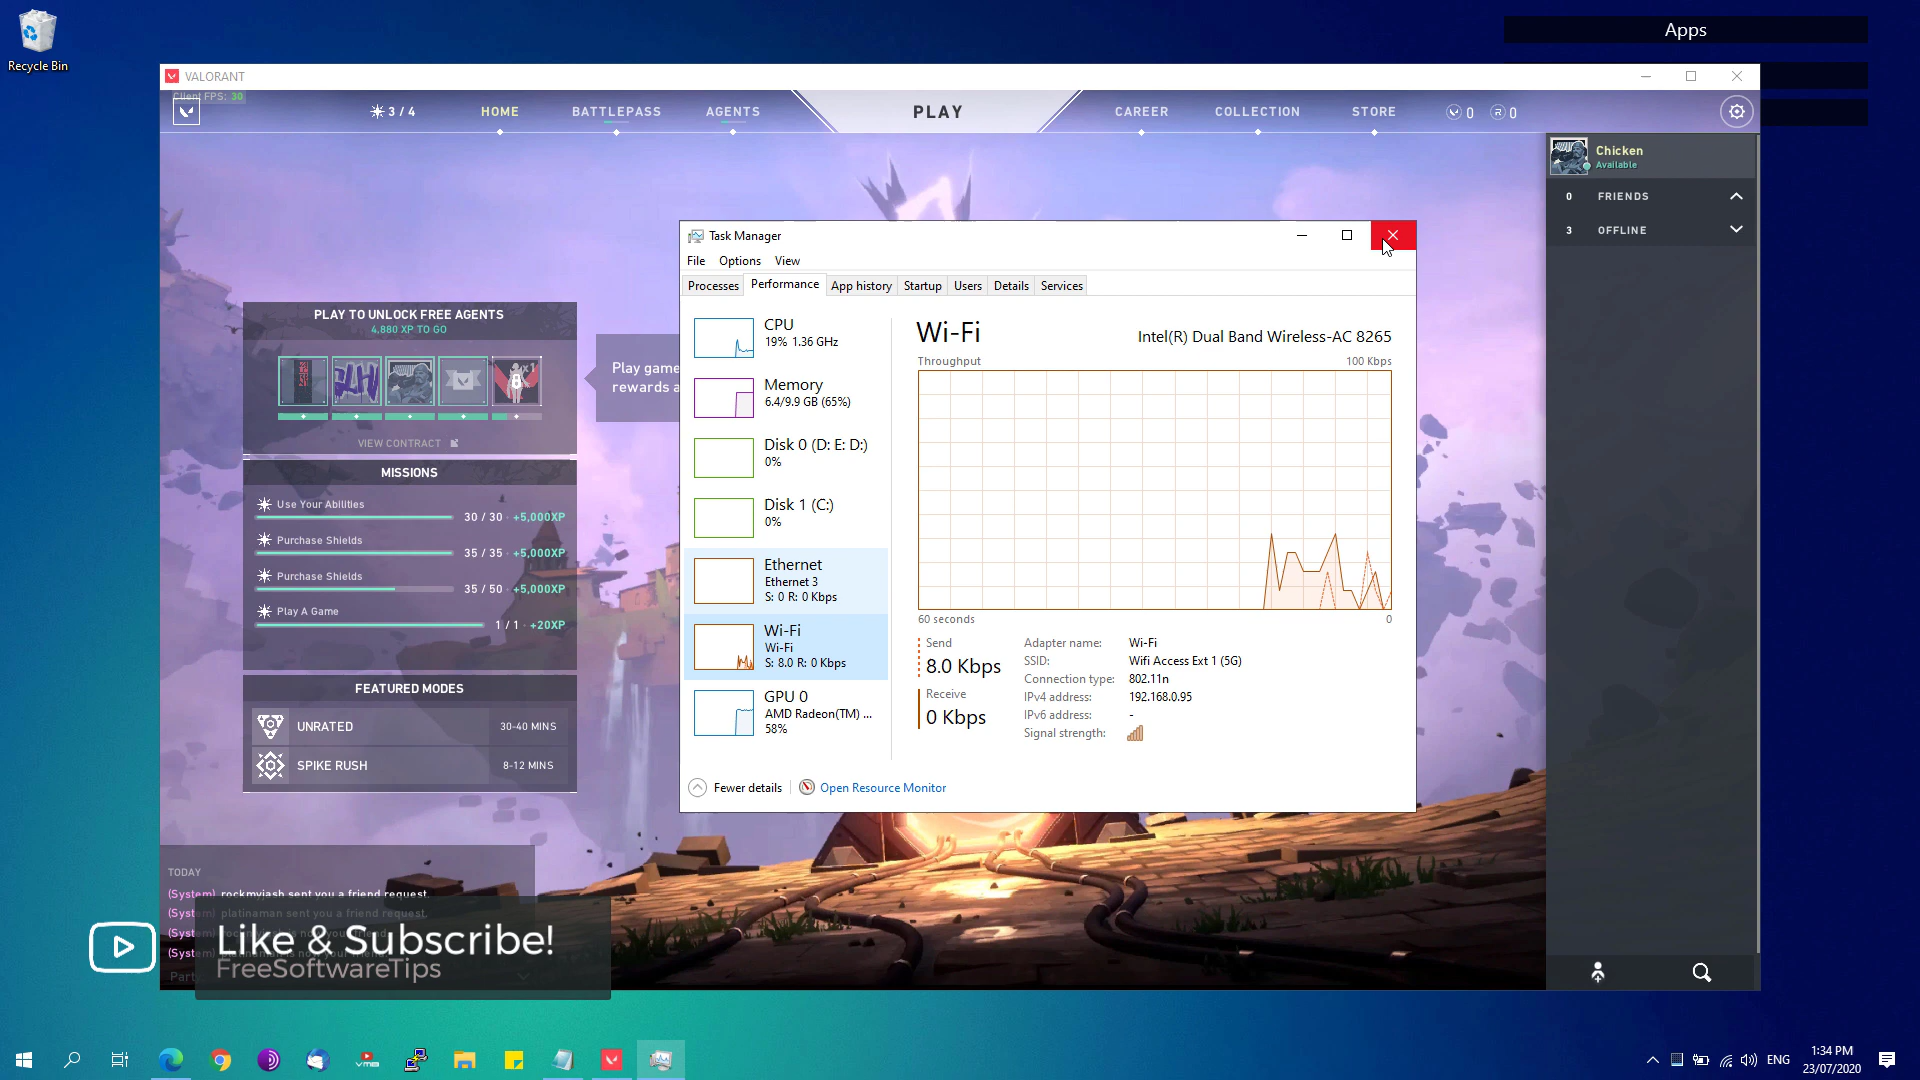 Recycle Bin
Apps
VALORANT
Client FPS: 30
3 / 4
HOME
BATTLEPASS
AGENTS
PLAY
CAREER
COLLECTION
STORE
0
R 0
Chicken
Available
0 FRIENDS
3 OFFLINE
PLAY TO UNLOCK FREE AGENTS
4,880 XP TO GO
x1
8
VIEW CONTRACT
Play game
rewards a
MISSIONS
Use Your Abilities
30 / 30 · +5,000XP
Purchase Shields
35 / 35 · +5,000XP
Purchase Shields
35 / 50 · +5,000XP
Play A Game
1 / 1 · +20XP
FEATURED MODES
UNRATED 30-40 MINS
SPIKE RUSH 8-12 MINS
Task Manager
File Options View
Processes Performance App history Startup Users Details Services
CPU
19% 1.36 GHz
Memory
6.4/9.9 GB (65%)
Disk 0 (D: E: D:)
0%
Disk 1 (C:)
0%
Ethernet
Ethernet 3
S: 0 R: 0 Kbps
Wi-Fi
Wi-Fi
S: 8.0 R: 0 Kbps
GPU 0
AMD Radeon(TM) ...
58%
Wi-Fi
Intel(R) Dual Band Wireless-AC 8265
Throughput 100 Kbps
60 seconds 0
Send
8.0 Kbps
Receive
0 Kbps
Adapter name: Wi-Fi
SSID: Wifi Access Ext 1 (5G)
Connection type: 802.11n
IPv4 address: 192.168.0.95
IPv6 address: -
Signal strength:
Fewer details
Open Resource Monitor
TODAY
(System) rockmyjash sent you a friend request.
(System) platinaman sent you a friend request.
(System)
(System)
Like & Subscribe!
FreeSoftwareTips
ENG
1:34 PM
23/07/2020